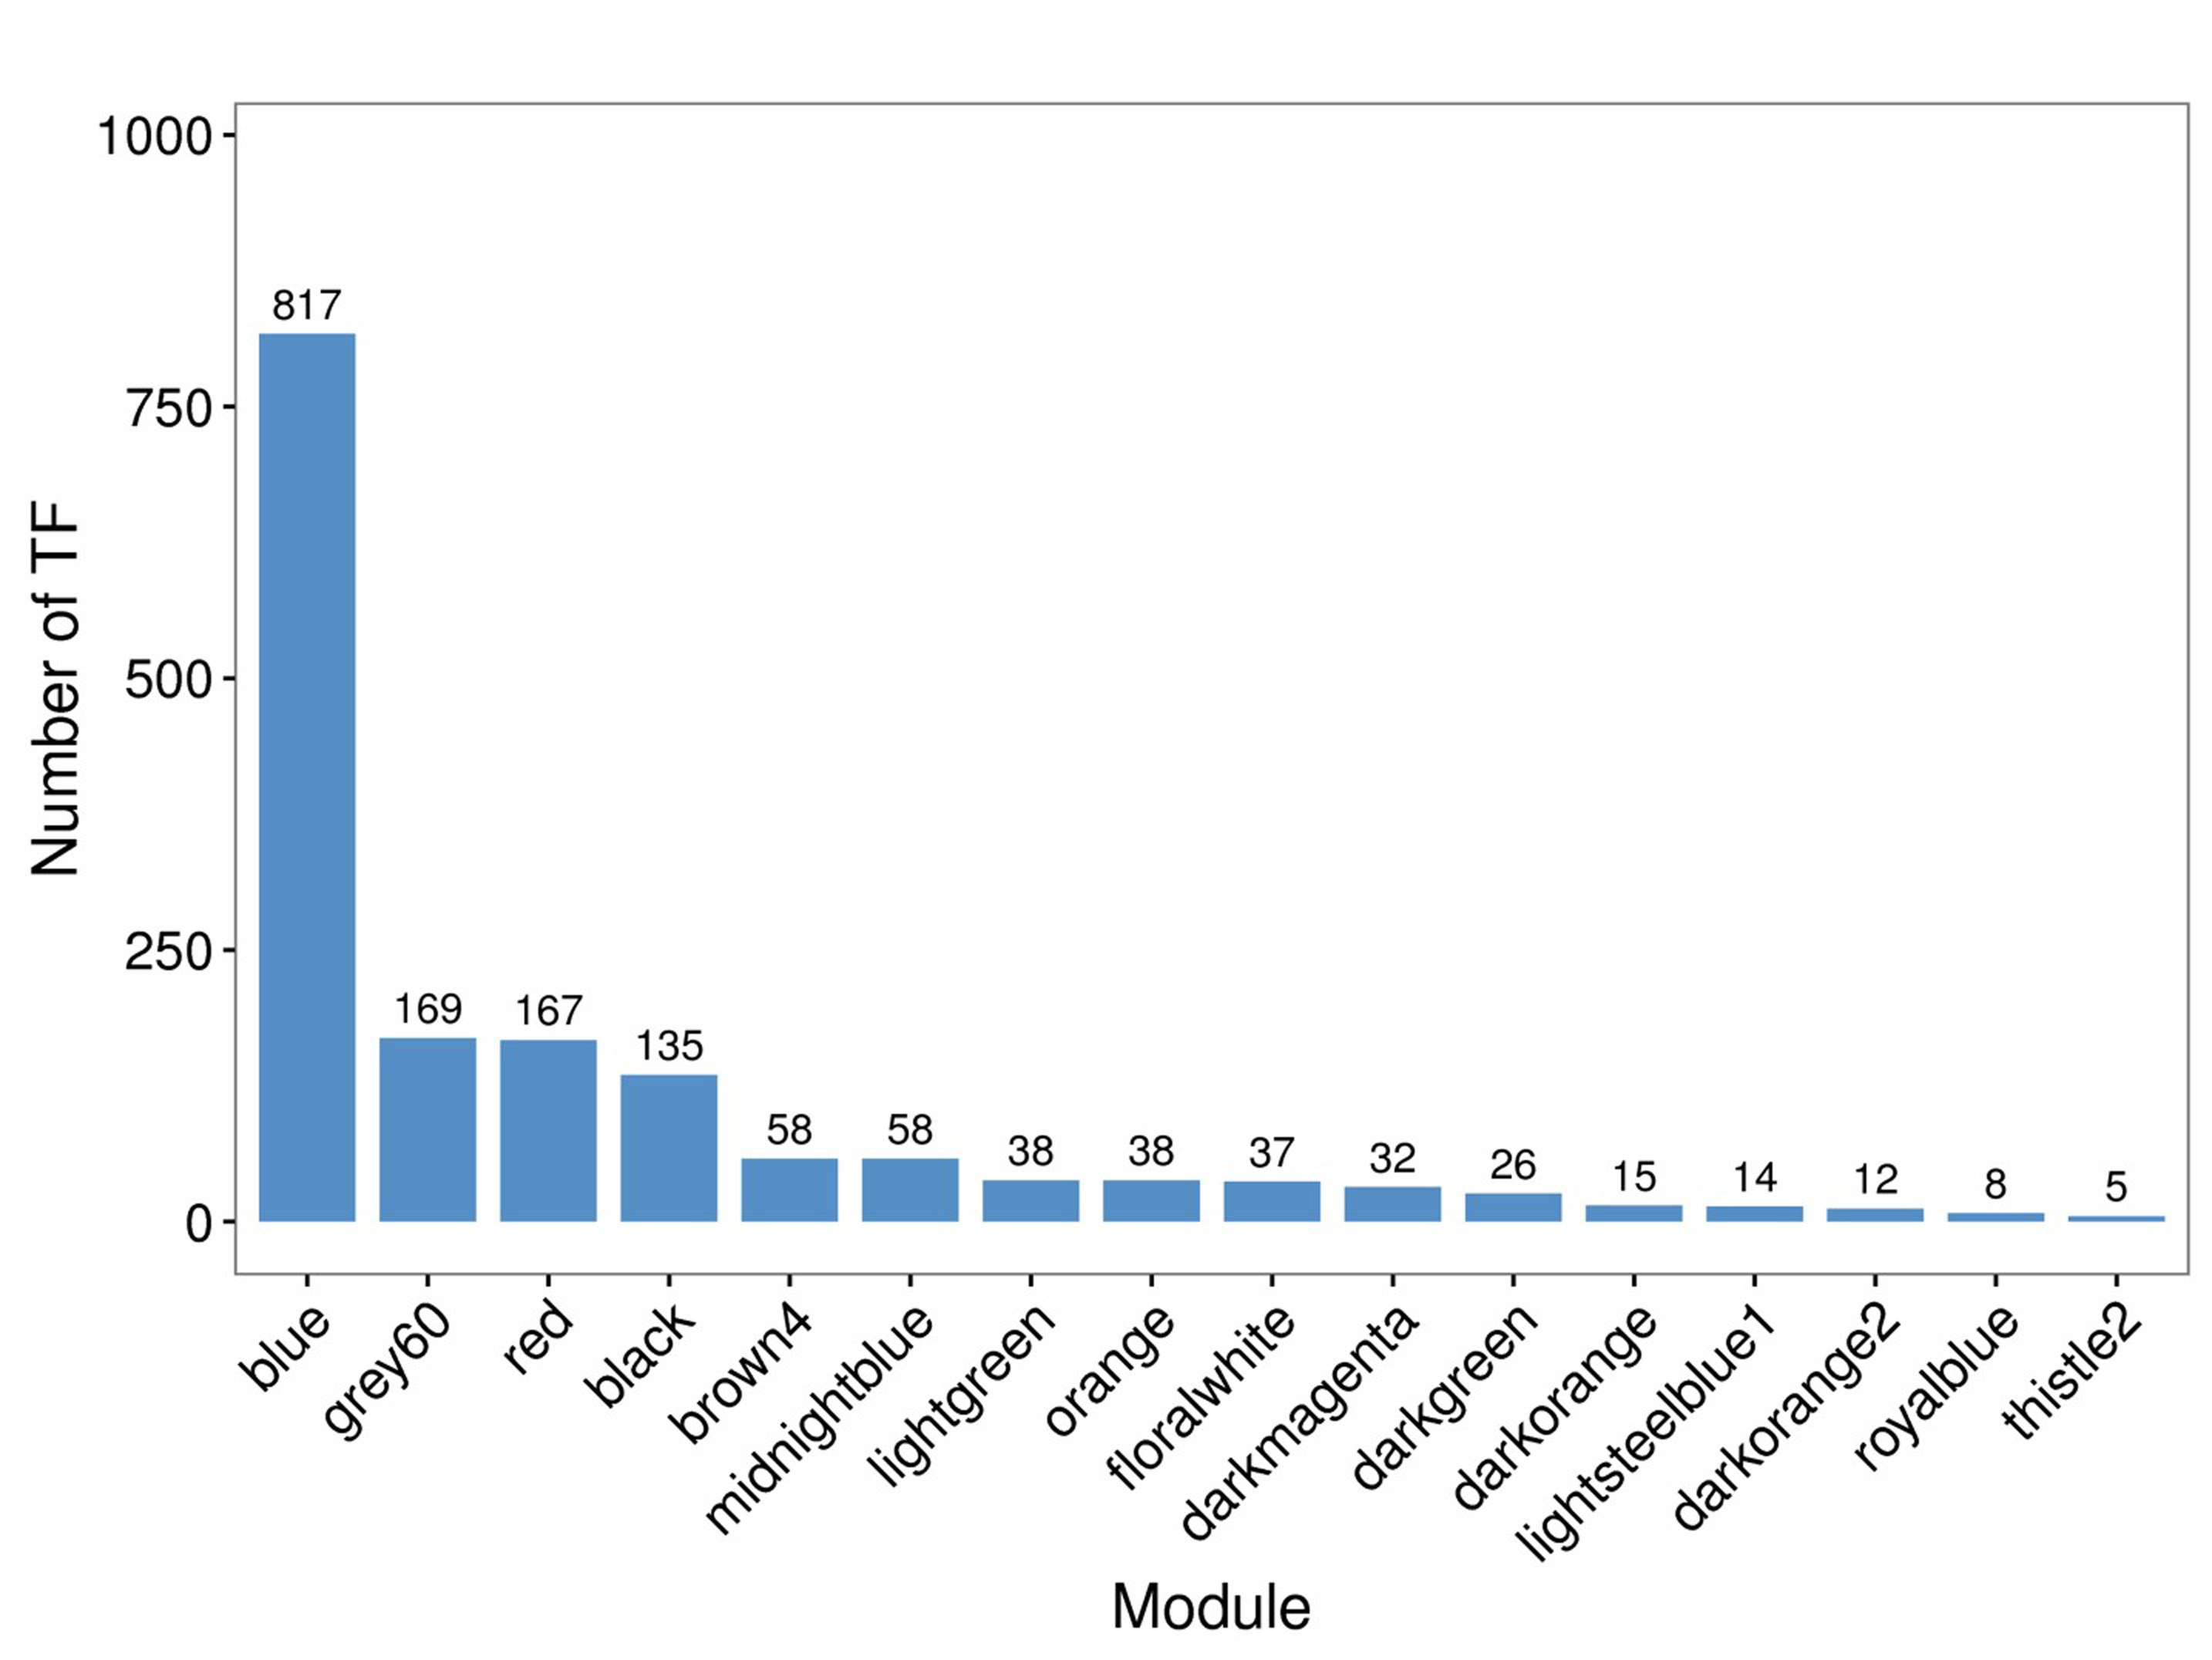 Number of TF
1000
750
500
250
0
817
169
167
135
58
58
38
38
37
32
26
15
14
12
8
5
blue
grey60
red
black
brown4
midnightblue
lightgreen
orange
floralwhite
darkmagenta
darkgreen
darkorange
lightsteelblue1
darkorange2
royalblue
thistle2
Module